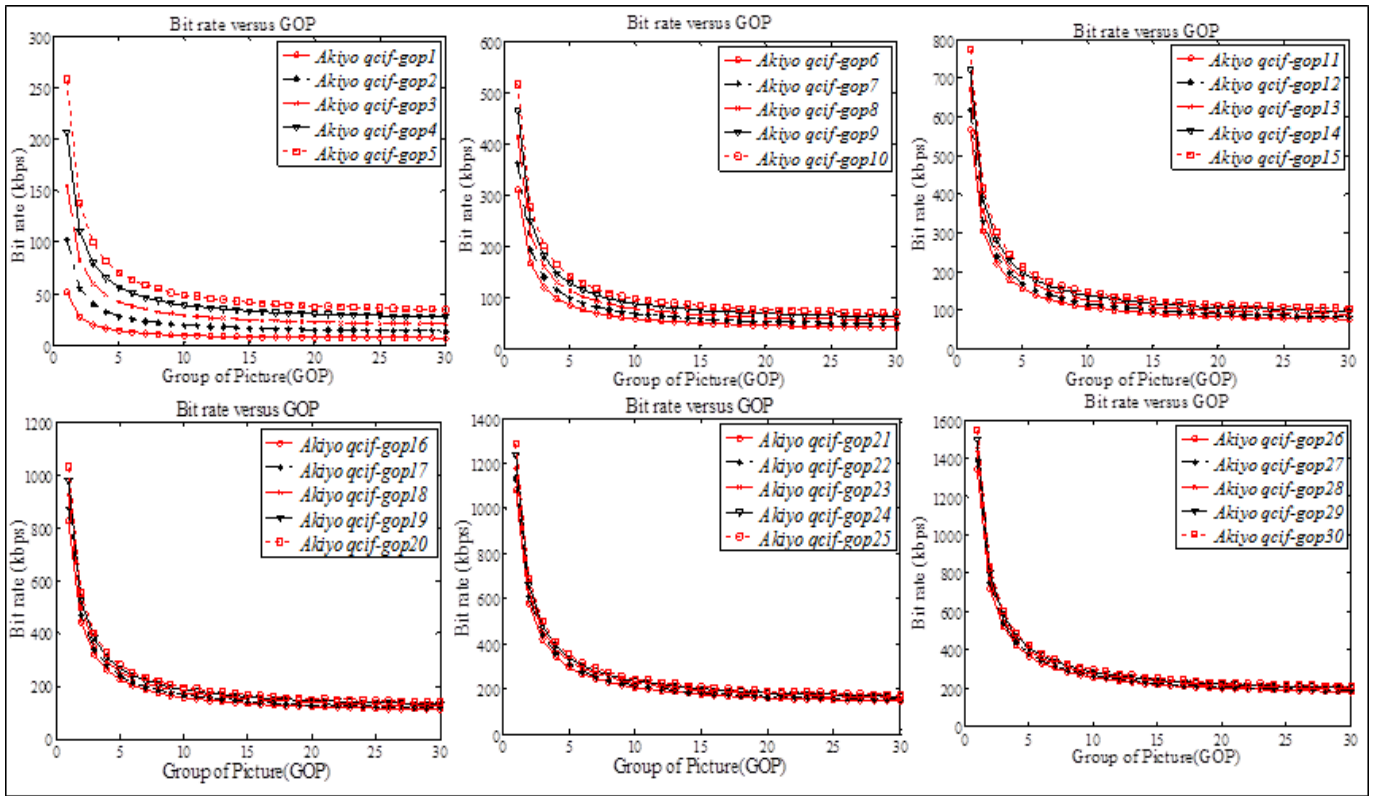 Bit rate versus GOP
300
250
200
150
100
50
0
Bit rate (kbps)
Akiyo qcif-gop1
Akiyo qcif-gop2
Akiyo qcif-gop3
Akiyo qcif-gop4
Akiyo qcif-gop5
0 5 10 15 20 25 30
Group of Picture(GOP)
Bit rate versus GOP
600
500
400
300
200
100
0
Bit rate (kbps)
Akiyo qcif-gop6
Akiyo qcif-gop7
Akiyo qcif-gop8
Akiyo qcif-gop9
Akiyo qcif-gop10
0 5 10 15 20 25 30
Group of Picture(GOP)
Bit rate versus GOP
800
700
600
500
400
300
200
100
0
Bit rate (kbps)
Akiyo qcif-gop11
Akiyo qcif-gop12
Akiyo qcif-gop13
Akiyo qcif-gop14
Akiyo qcif-gop15
0 5 10 15 20 25 30
Group of Picture(GOP)
Bit rate versus GOP
1200
1000
800
600
400
200
0
Bit rate (kbps)
Akiyo qcif-gop16
Akiyo qcif-gop17
Akiyo qcif-gop18
Akiyo qcif-gop19
Akiyo qcif-gop20
0 5 10 15 20 25 30
Group of Picture(GOP)
Bit rate versus GOP
1400
1200
1000
800
600
400
200
0
Bit rate (kbps)
Akiyo qcif-gop21
Akiyo qcif-gop22
Akiyo qcif-gop23
Akiyo qcif-gop24
Akiyo qcif-gop25
0 5 10 15 20 25 30
Group of Picture(GOP)
Bit rate versus GOP
1600
1400
1200
1000
800
600
400
200
0
Bit rate (kbps)
Akiyo qcif-gop26
Akiyo qcif-gop27
Akiyo qcif-gop28
Akiyo qcif-gop29
Akiyo qcif-gop30
0 5 10 15 20 25 30
Group of Picture(GOP)